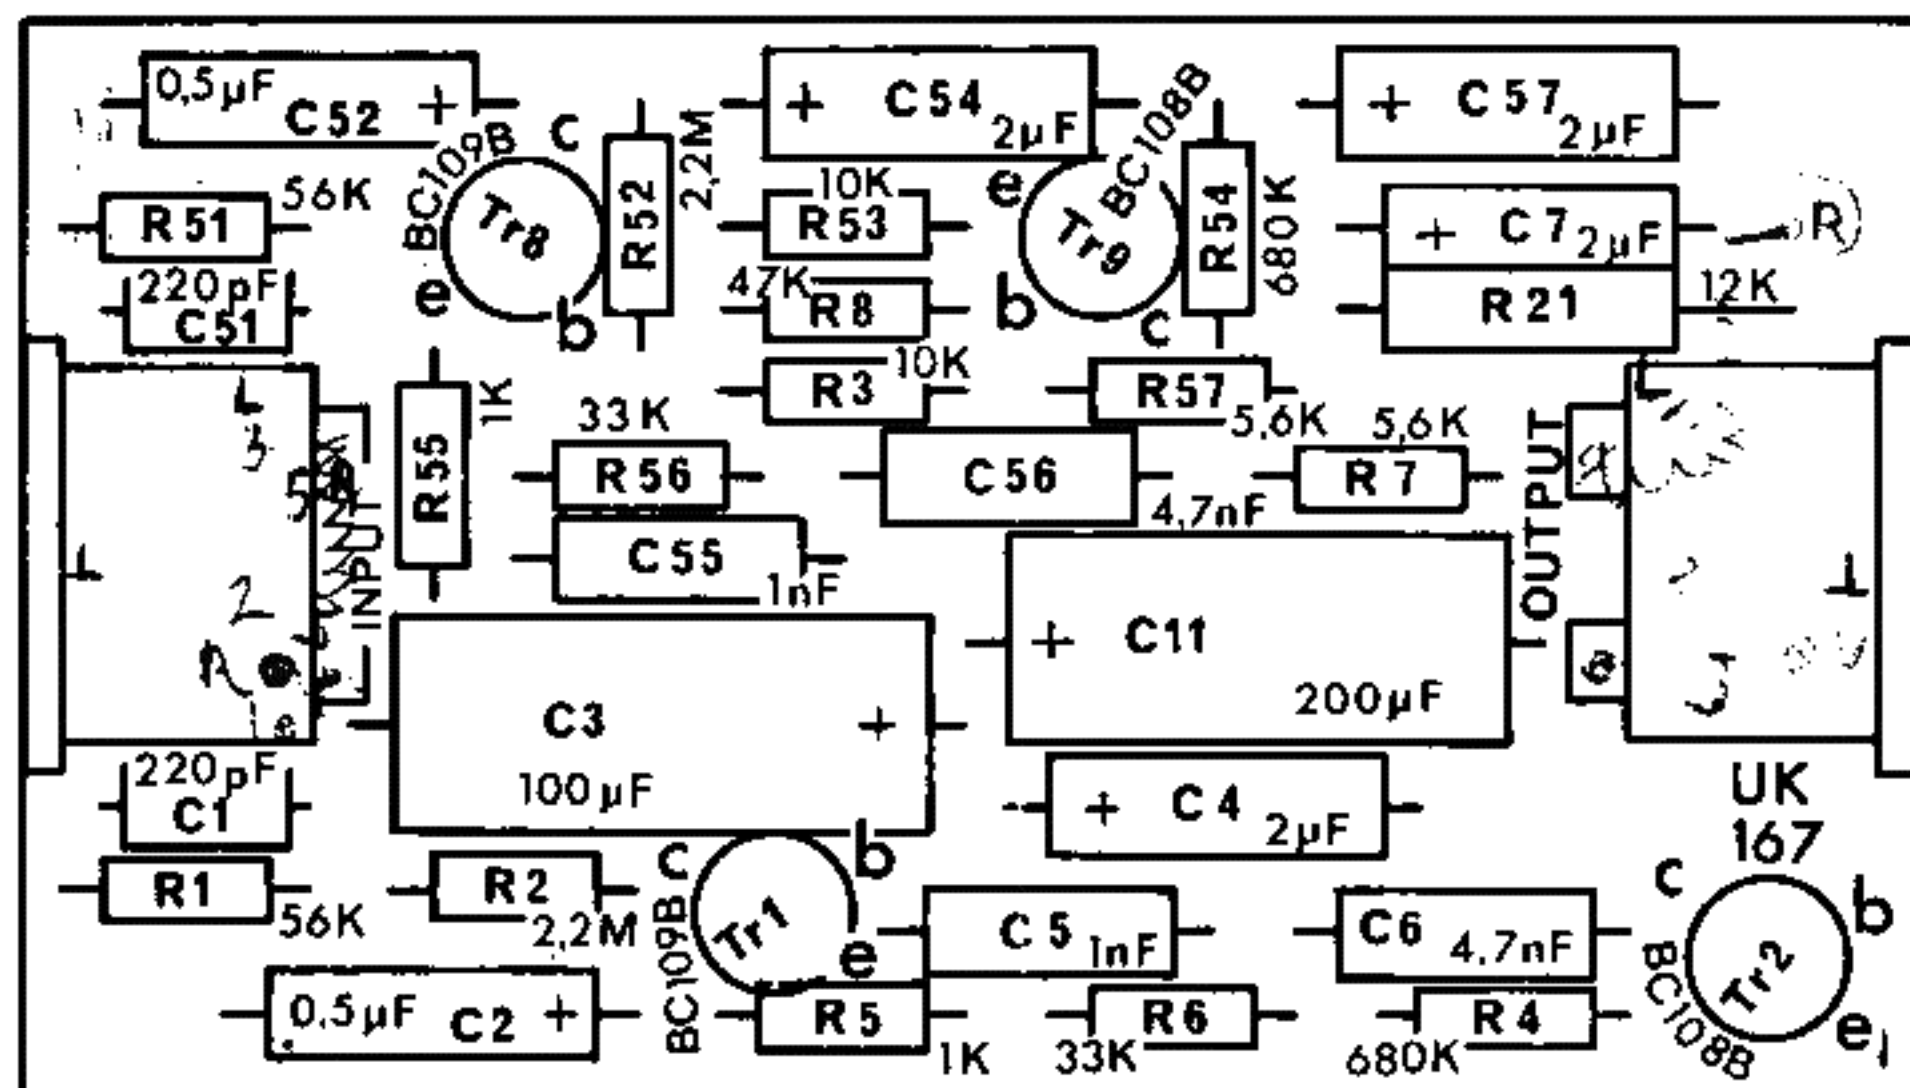 0,5µF
C52 +
BC109B
c
Tr8
e
b
R52
2,2M
+ C54
2µF
BC108B
e
Tr9
b
c
R54
680K
+ C57
2µF
R51
56K
10K
R53
+ C7 2µF
R
220pF
C51
47K
R8
R21
12K
10K
R3
R57
5,6K
5,6K
R7
R55
1K
33K
R56
C56
4,7nF
C55
1nF
INPUT
OUTPUT
L
3
5
L
2
R
+ C11
200µF
C3 +
100µF
220pF
C1
+ C4
2µF
UK
167
R1
56K
R2
2,2M
c
b
Tr1
e
BC109B
C5
1nF
C6
4,7nF
c
b
Tr2
e
BC108B
0,5µF C2 +
R5
1K
R6
33K
R4
680K